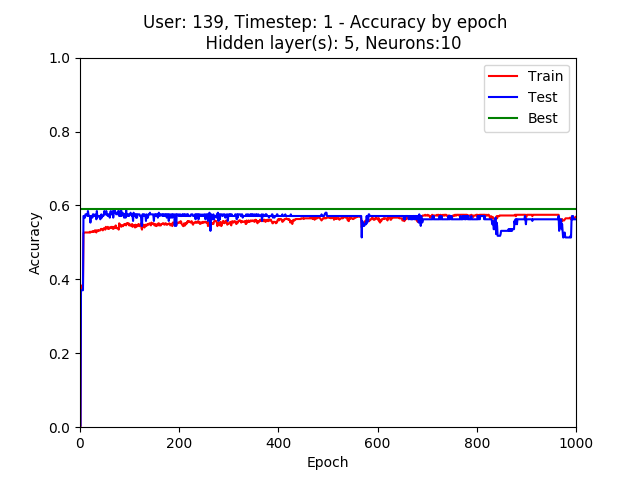 User: 139, Timestep: 1 - Accuracy by epoch
Hidden layer(s): 5, Neurons:10
1.0
0.8
0.6
0.4
0.2
0.0
Accuracy
Train
Test
Best
0 200 400 600 800 1000
Epoch